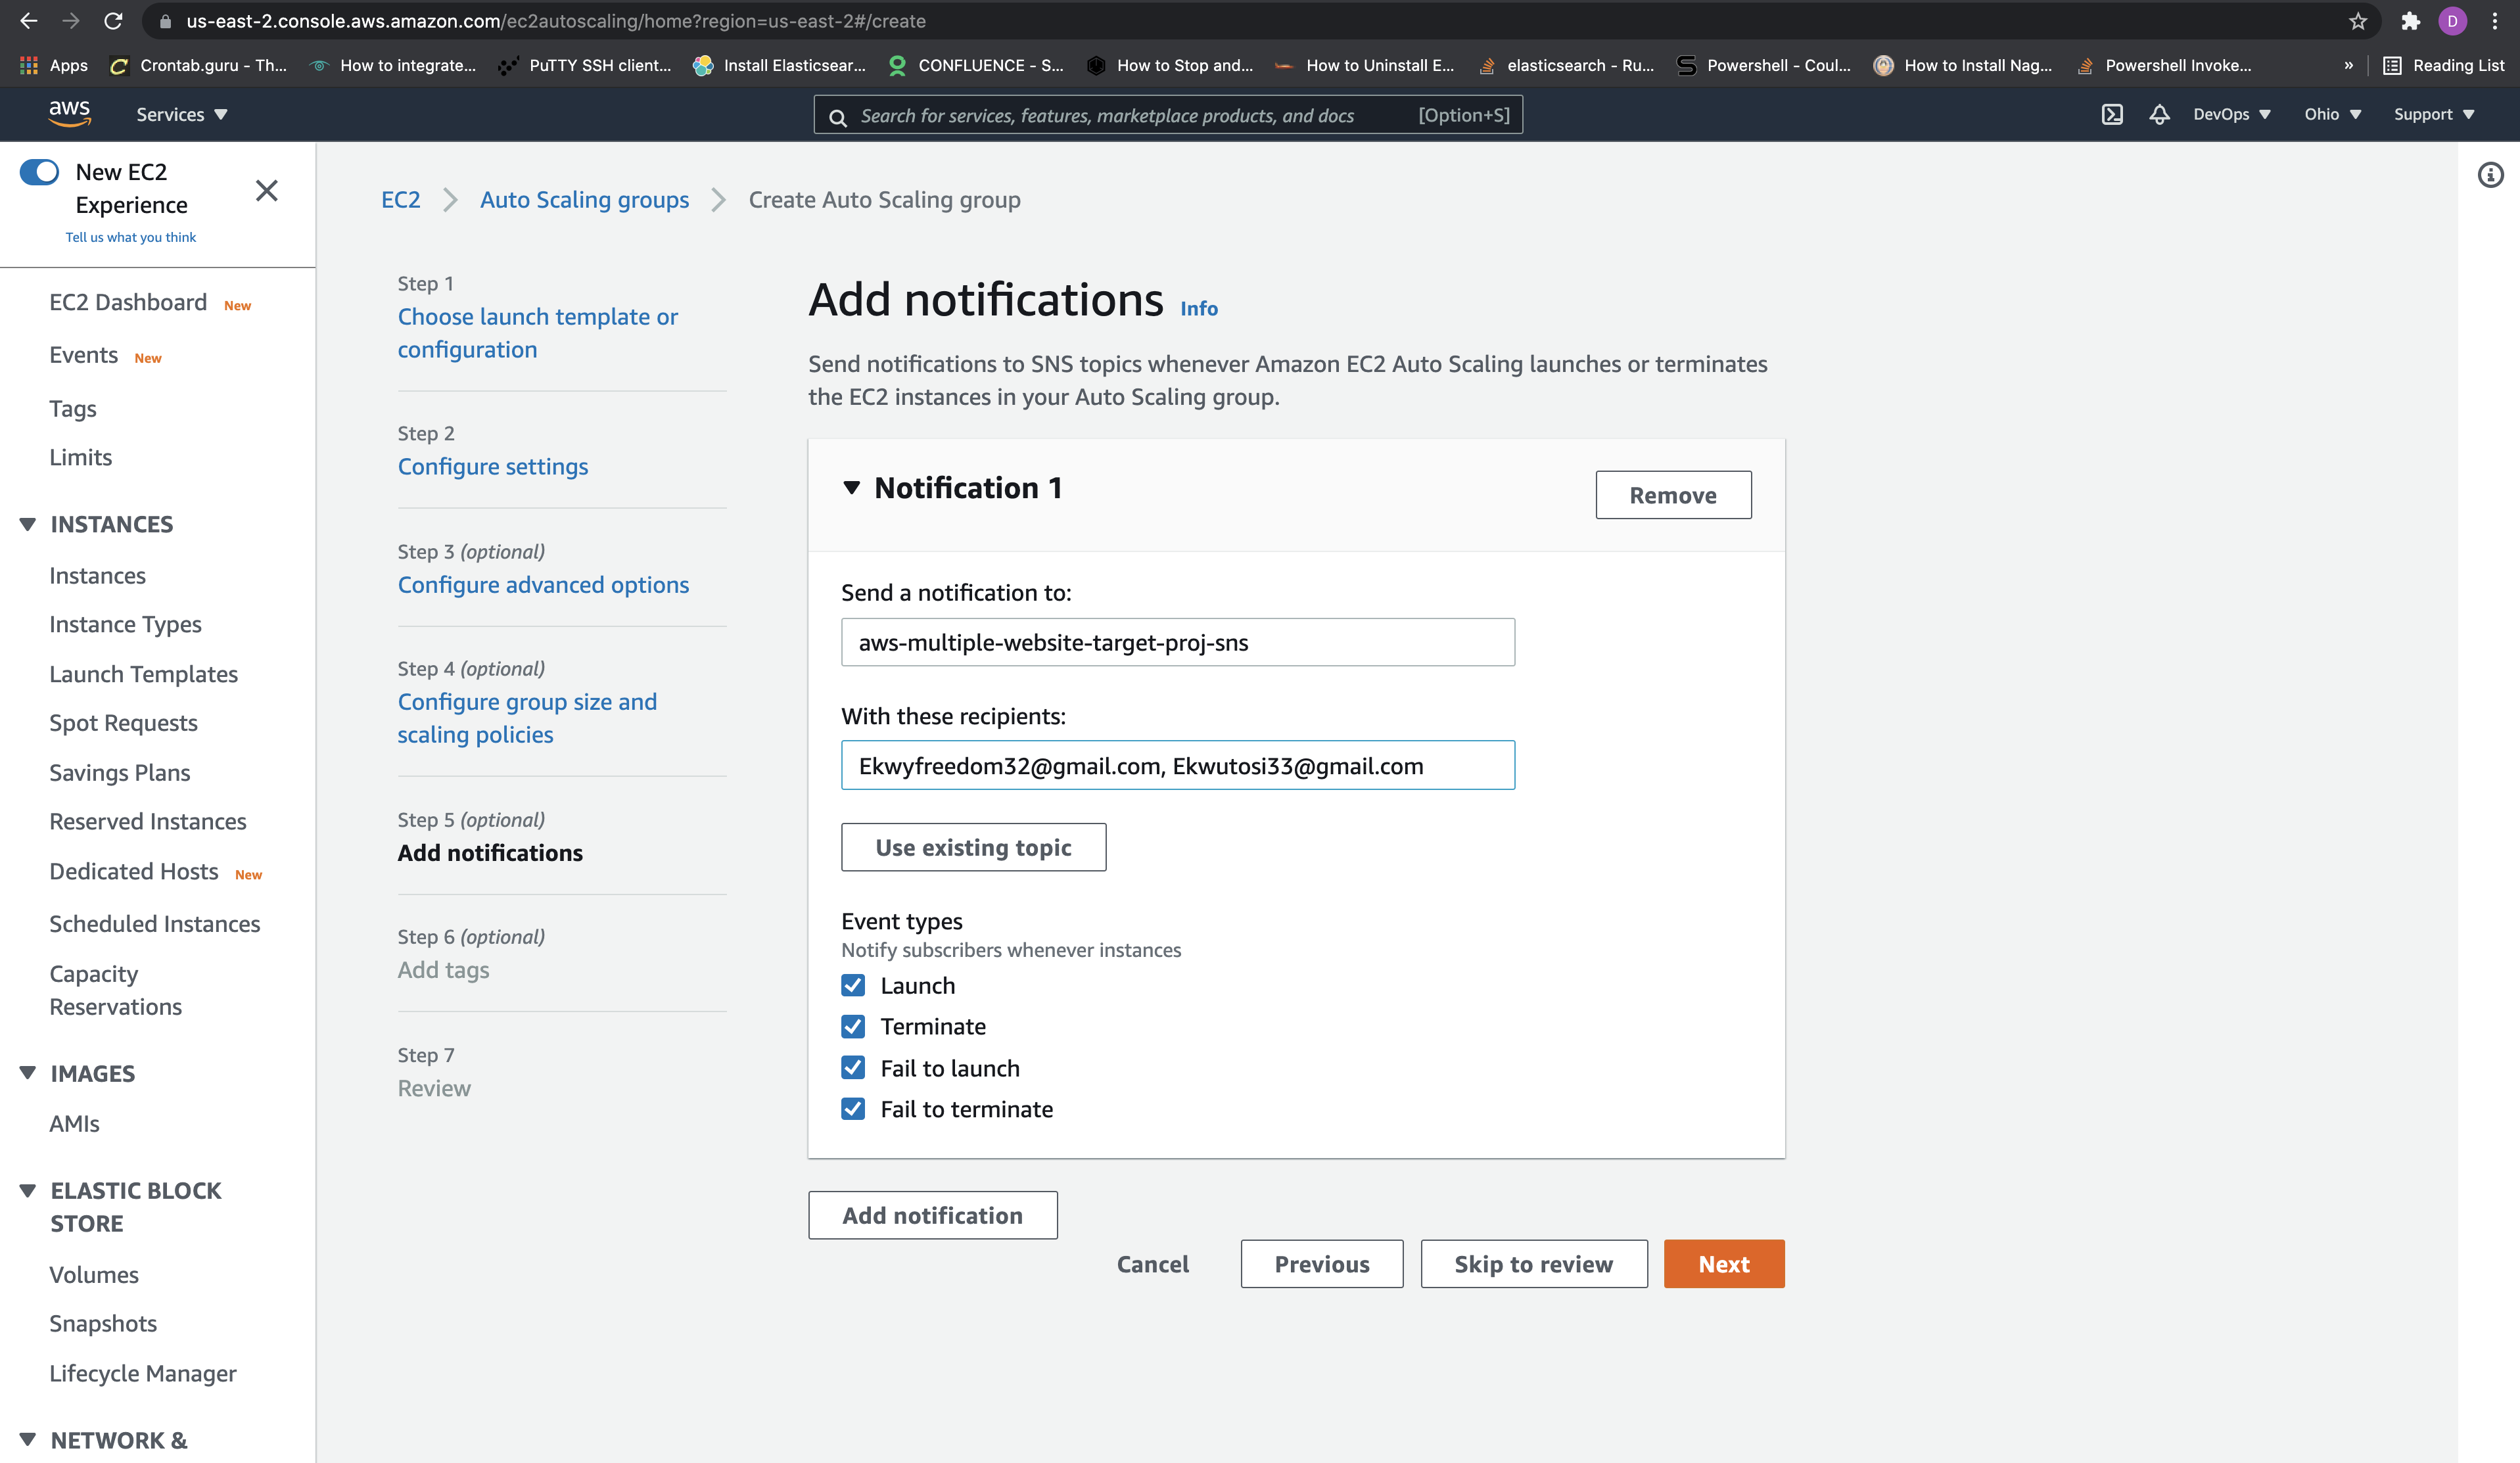 us-east-2.console.aws.amazon.com/ec2autoscaling/home?region=us-east-2#/create
D
Apps
Crontab.guru - Th...
How to integrate...
PuTTY SSH client...
Install Elasticsear...
CONFLUENCE - S...
How to Stop and...
How to Uninstall E...
elasticsearch - Ru...
Powershell - Coul...
How to Install Nag...
Powershell Invoke...
»
Reading List
aws
Services
Search for services, features, marketplace products, and docs
[Option+S]
DevOps
Ohio
Support
New EC2
Experience
Tell us what you think
EC2 Dashboard New
Events New
Tags
Limits
INSTANCES
Instances
Instance Types
Launch Templates
Spot Requests
Savings Plans
Reserved Instances
Dedicated Hosts New
Scheduled Instances
Capacity
Reservations
IMAGES
AMIs
ELASTIC BLOCK
STORE
Volumes
Snapshots
Lifecycle Manager
NETWORK &
EC2
Auto Scaling groups
Create Auto Scaling group
Step 1
Choose launch template or
configuration
Step 2
Configure settings
Step 3 (optional)
Configure advanced options
Step 4 (optional)
Configure group size and
scaling policies
Step 5 (optional)
Add notifications
Step 6 (optional)
Add tags
Step 7
Review
Add notifications Info
Send notifications to SNS topics whenever Amazon EC2 Auto Scaling launches or terminates
the EC2 instances in your Auto Scaling group.
Notification 1
Remove
Send a notification to:
aws-multiple-website-target-proj-sns
With these recipients:
Ekwyfreedom32@gmail.com, Ekwutosi33@gmail.com
Use existing topic
Event types
Notify subscribers whenever instances
Launch
Terminate
Fail to launch
Fail to terminate
Add notification
Cancel
Previous
Skip to review
Next